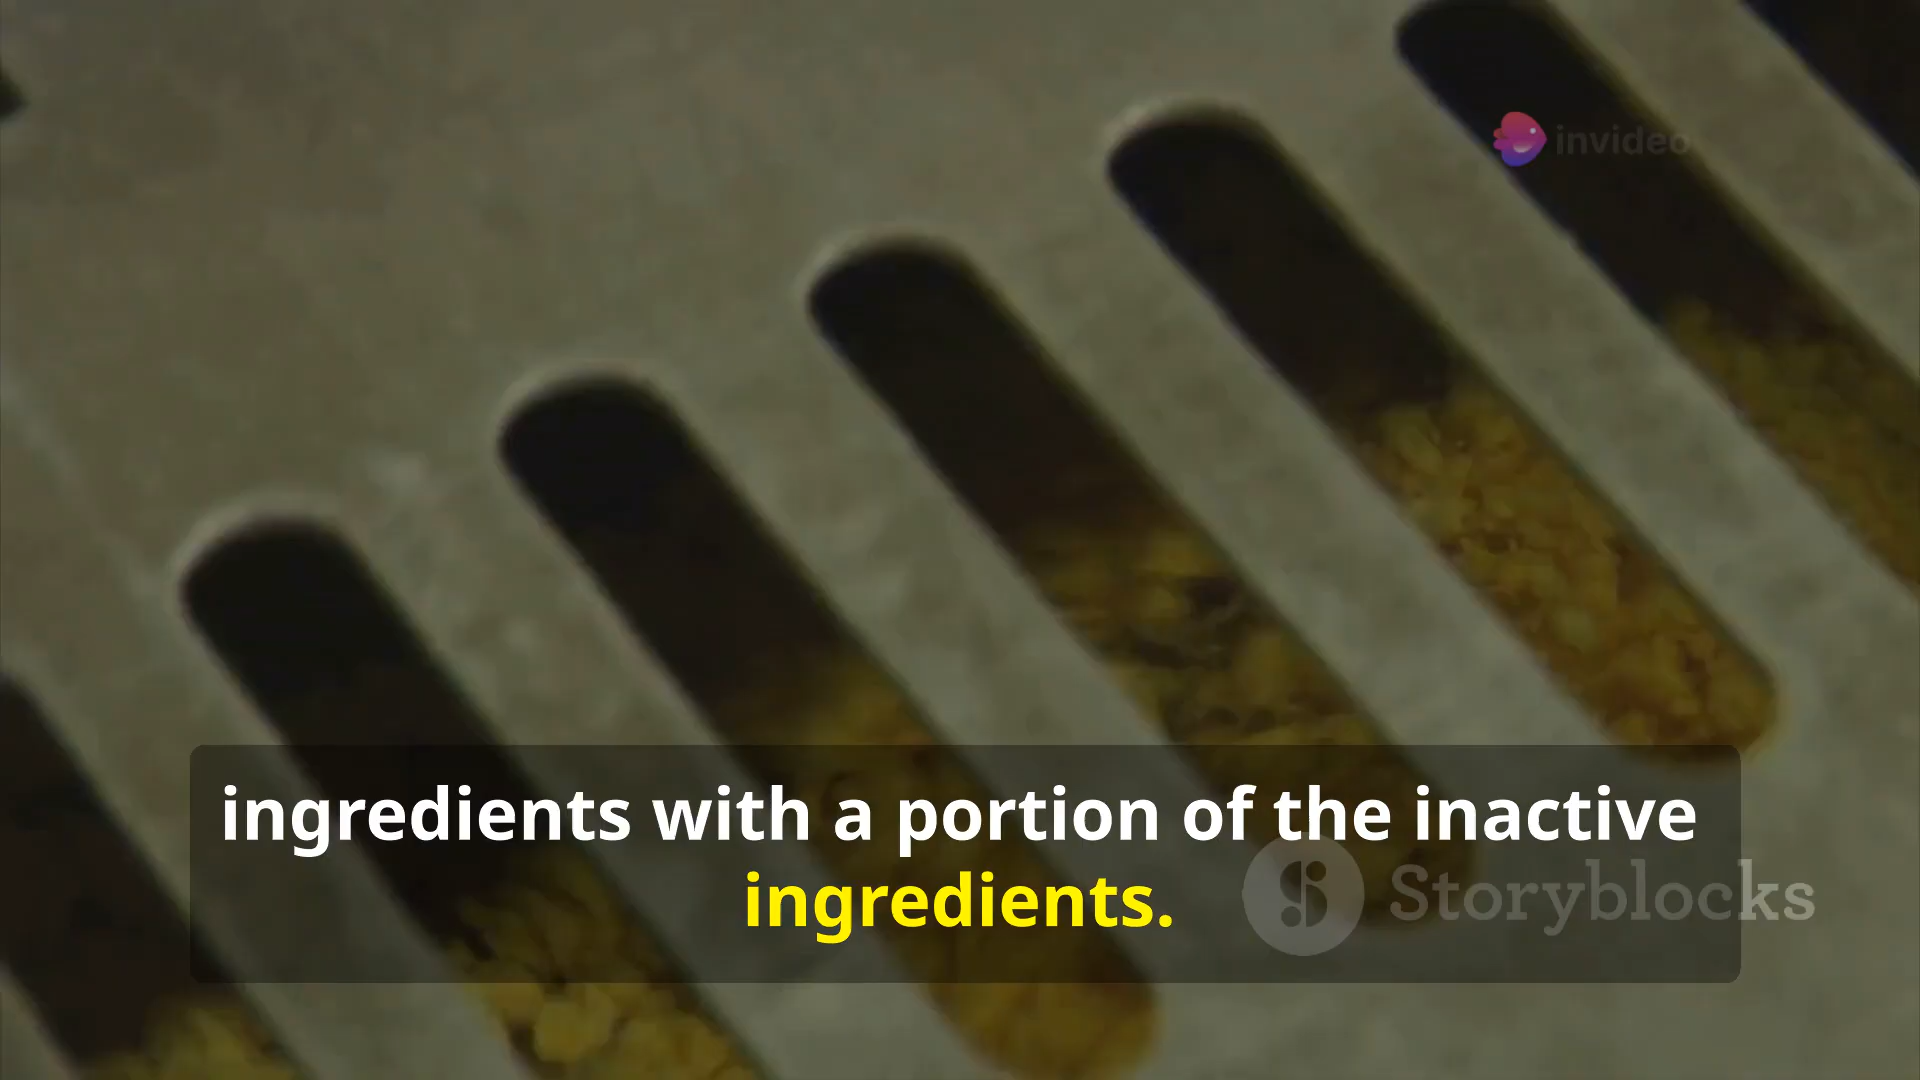 invideo
ingredients with a portion of the inactive
ingredients.
Storyblocks